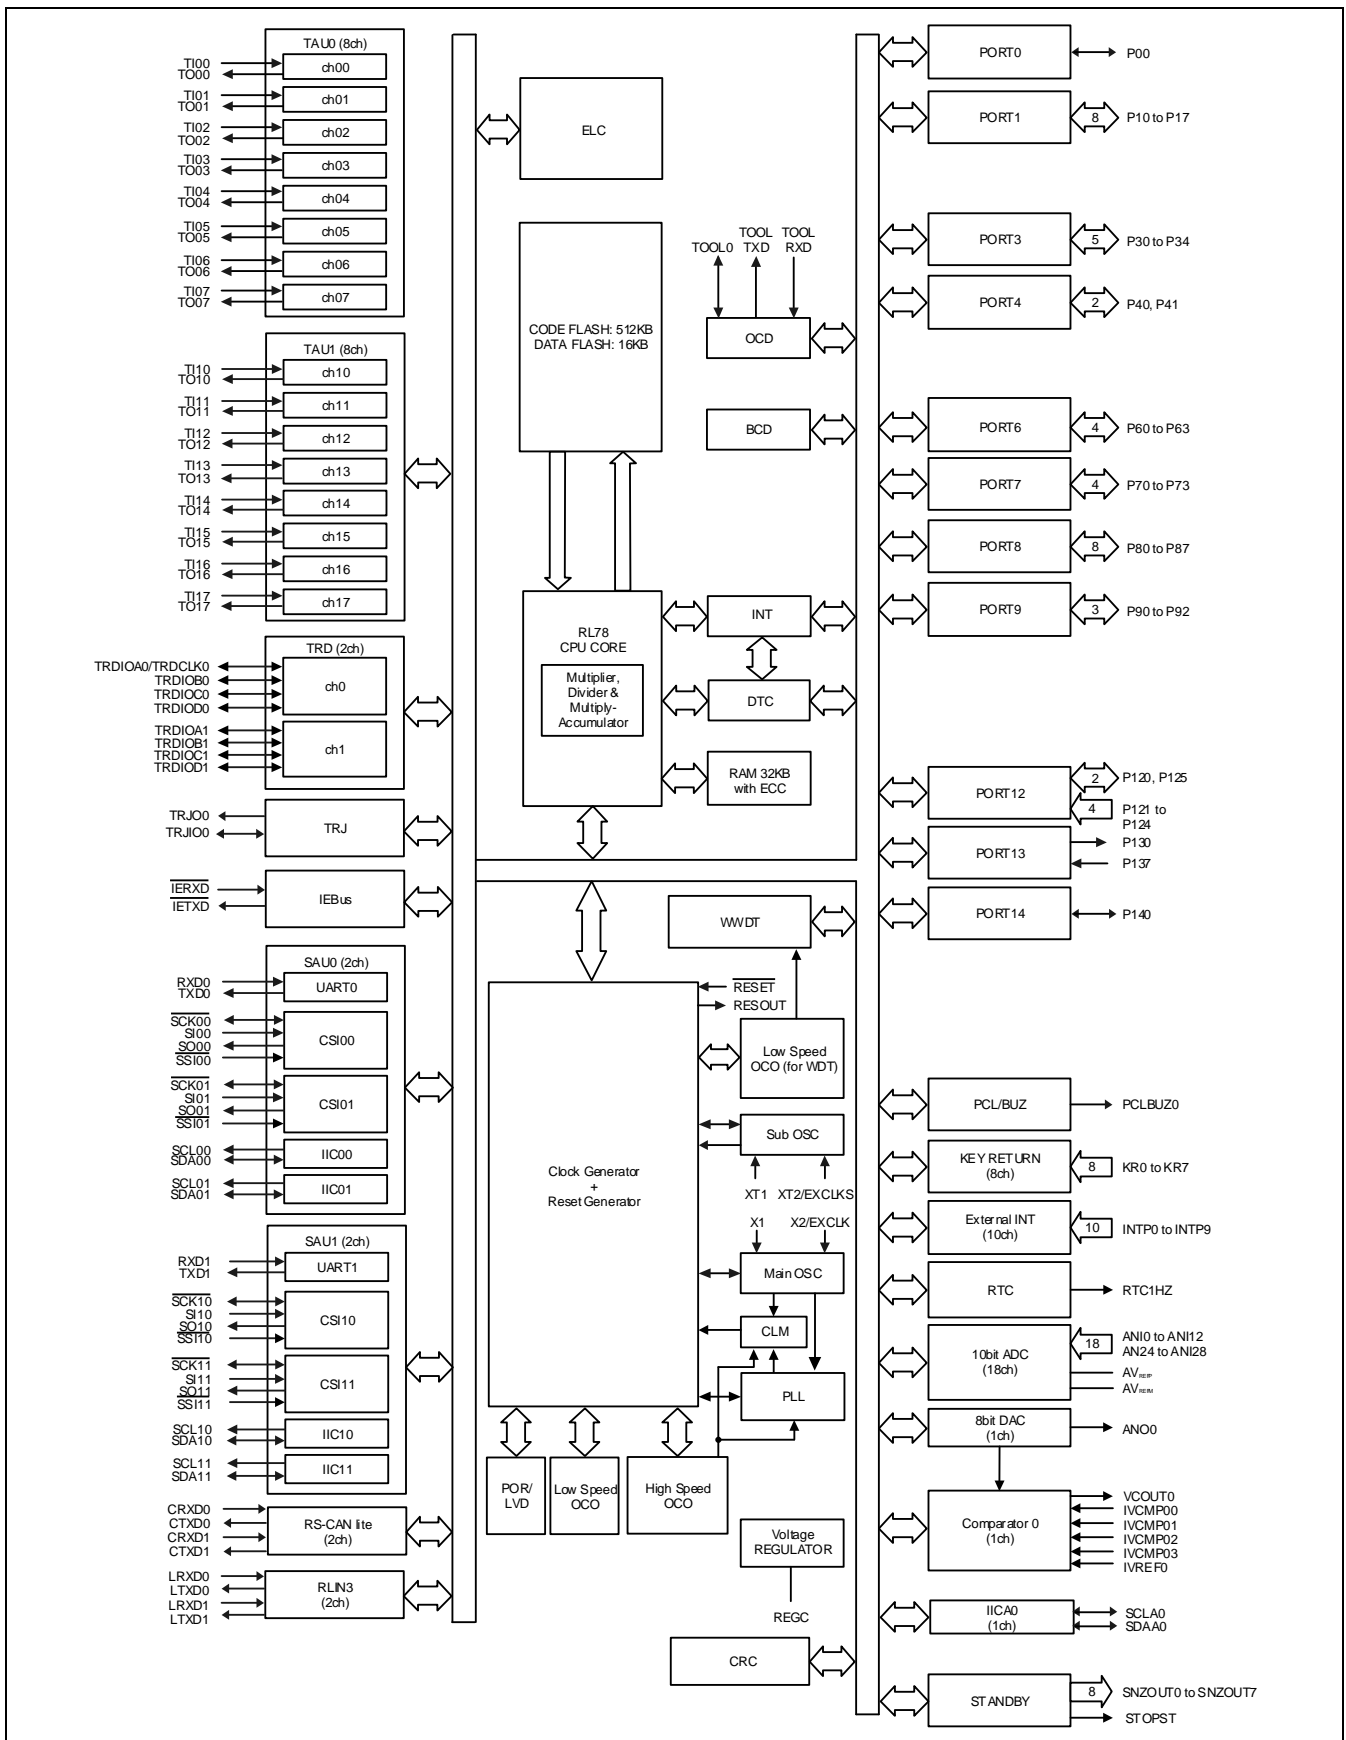 TAU0 (8ch)
TI00
TO00
ch00
TI01
TO01
ch01
TI02
TO02
ch02
TI03
TO03
ch03
TI04
TO04
ch04
TI05
TO05
ch05
TI06
TO06
ch06
TI07
TO07
ch07
TAU1 (8ch)
TI10
TO10
ch10
TI11
TO11
ch11
TI12
TO12
ch12
TI13
TO13
ch13
TI14
TO14
ch14
TI15
TO15
ch15
TI16
TO16
ch16
TI17
TO17
ch17
TRD (2ch)
TRDIOA0/TRDCLK0
TRDIOB0
TRDIOC0
TRDIOD0
ch0
TRDIOA1
TRDIOB1
TRDIOC1
TRDIOD1
ch1
TRJO0
TRJIO0
TRJ
IERXD
IETXD
IEBus
SAU0 (2ch)
RXD0
TXD0
UART0
SCK00
SI00
SO00
SSI00
CSI00
SCK01
SI01
SO01
SSI01
CSI01
SCL00
SDA00
IIC00
SCL01
SDA01
IIC01
SAU1 (2ch)
RXD1
TXD1
UART1
SCK10
SI10
SO10
SSI10
CSI10
SCK11
SI11
SO11
SSI11
CSI11
SCL10
SDA10
IIC10
SCL11
SDA11
IIC11
CRXD0
CTXD0
CRXD1
CTXD1
RS-CAN lite
(2ch)
LRXD0
LTXD0
LRXD1
LTXD1
RLIN3
(2ch)
ELC
CODE FLASH: 512KB
DATA FLASH: 16KB
TOOL0
TOOL
TXD
TOOL
RXD
OCD
BCD
RL78
CPU CORE
Multiplier,
Divider &
Multiply-
Accumulator
INT
DTC
RAM 32KB
with ECC
WWDT
RESET
RESOUT
Low Speed
OCO (for WDT)
Clock Generator
+
Reset Generator
Sub OSC
XT1
XT2/EXCLKS
X1
X2/EXCLK
Main OSC
CLM
PLL
POR/
LVD
Low Speed
OCO
High Speed
OCO
Voltage
REGULATOR
REGC
CRC
PORT0
P00
PORT1
8
P10 to P17
PORT3
5
P30 to P34
PORT4
2
P40, P41
PORT6
4
P60 to P63
PORT7
4
P70 to P73
PORT8
8
P80 to P87
PORT9
3
P90 to P92
PORT12
2
P120, P125
4
P121 to
P124
PORT13
P130
P137
PORT14
P140
PCL/BUZ
PCLBUZ0
KEY RETURN
(8ch)
8
KR0 to KR7
External INT
(10ch)
10
INTP0 to INTP9
RTC
RTC1HZ
10bit ADC
(18ch)
18
ANI0 to ANI12
AN24 to ANI28
AVREFP
AVREFM
8bit DAC
(1ch)
ANO0
Comparator 0
(1ch)
VCOUT0
IVCMP00
IVCMP01
IVCMP02
IVCMP03
IVREF0
IICA0
(1ch)
SCLA0
SDAA0
STANDBY
8
SNZOUT0 to SNZOUT7
STOPST